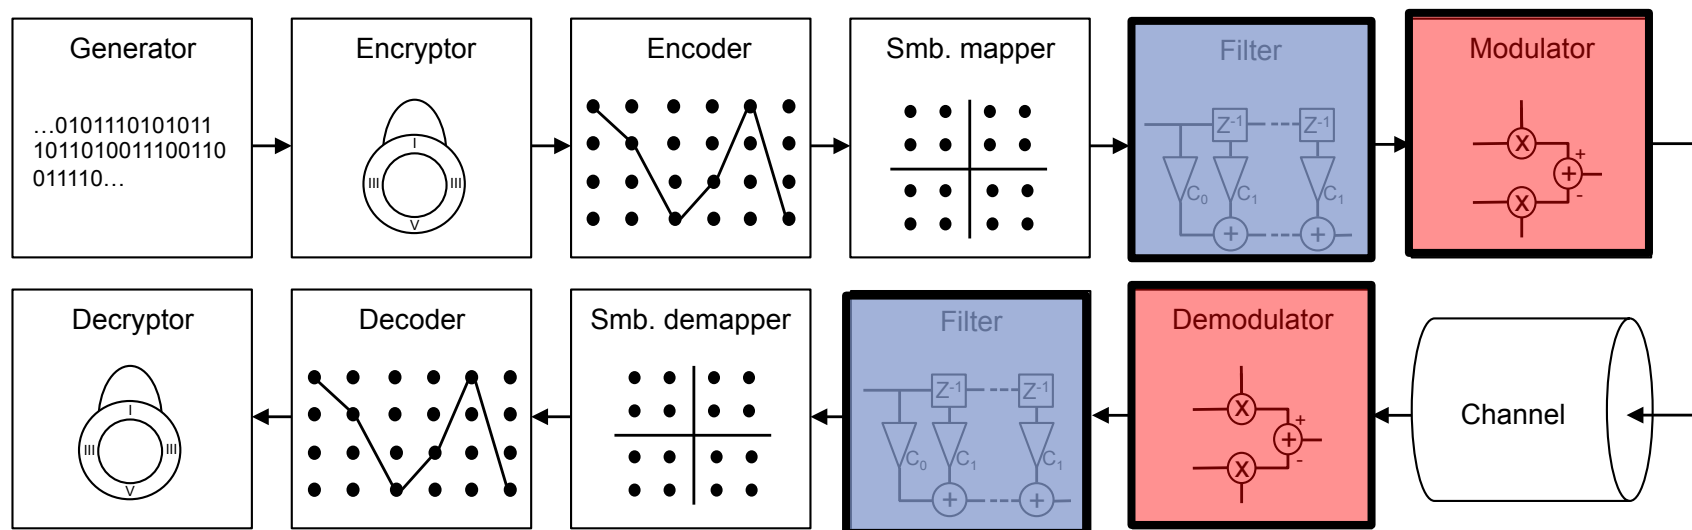 Generator
Encryptor
Encoder
Smb. mapper
Filter
Modulator
...0101110101011
1011010011100110
011110...
I
III
III
V
Z-1
Z-1
C0
C1
C1
+
+
X
X
+
+
-
Decryptor
Decoder
Smb. demapper
Filter
Demodulator
Channel
I
III
III
V
Z-1
Z-1
C0
C1
C1
+
+
X
X
+
+
-